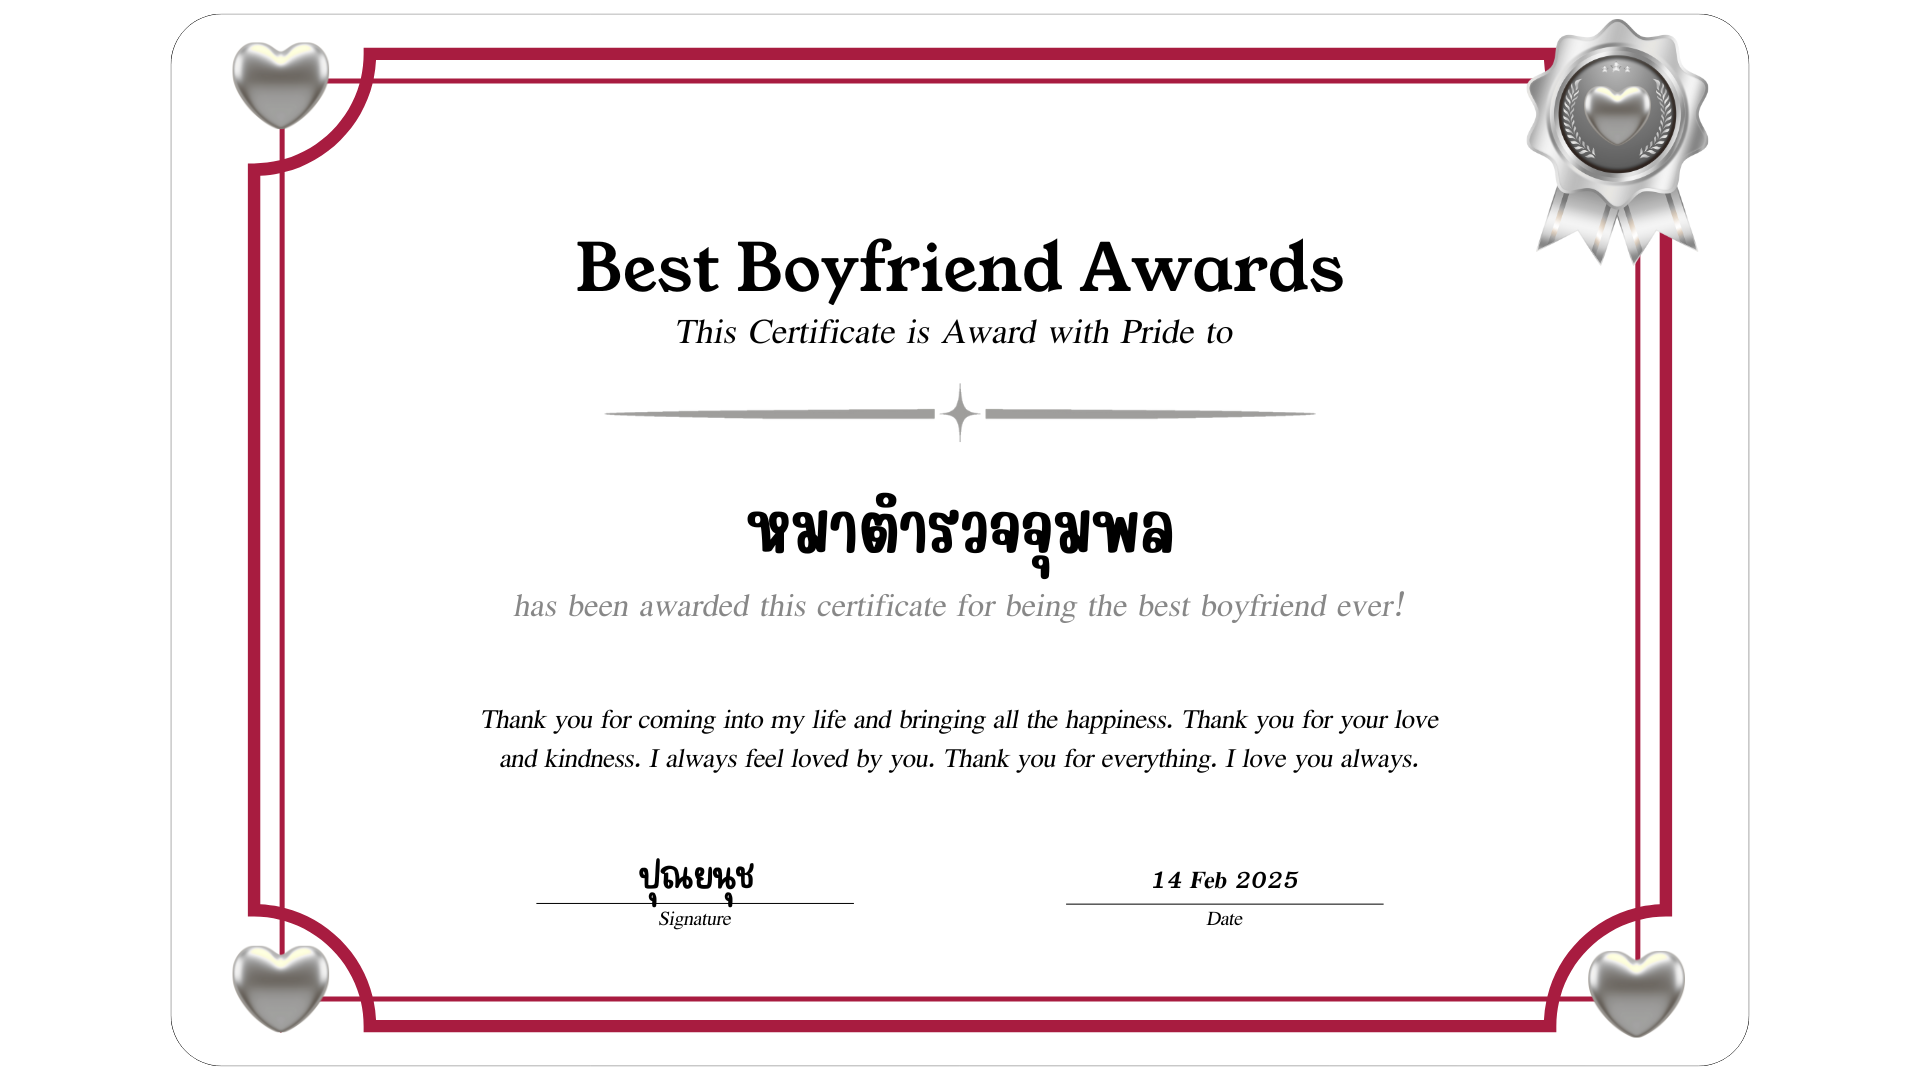 Best Boyfriend Awards
This Certificate is Award with Pride to
หมาตำรวจจุมพล
has been awarded this certificate for being the best boyfriend ever!
Thank you for coming into my life and bringing all the happiness. Thank you for your love
and kindness. I always feel loved by you. Thank you for everything. I love you always.
ปุณยนุช
14 Feb 2025
Signature
Date